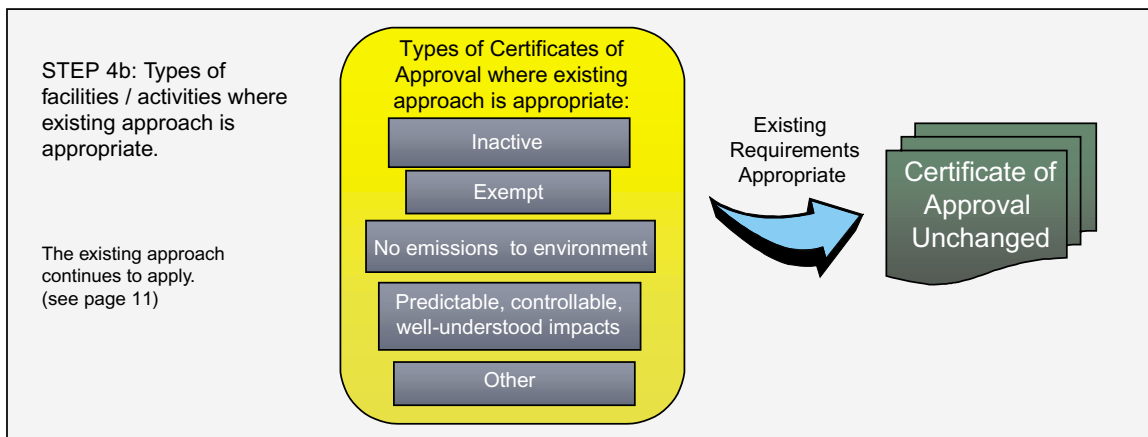 STEP 4b: Types of
facilities / activities where
existing approach is
appropriate.
The existing approach
continues to apply.
(see page 11)
Types of Certificates of
Approval where existing
approach is appropriate:
Inactive
Exempt
No emissions to environment
Predictable, controllable,
well-understood impacts
Other
Existing
Requirements
Appropriate
Certificate of
Approval
Unchanged